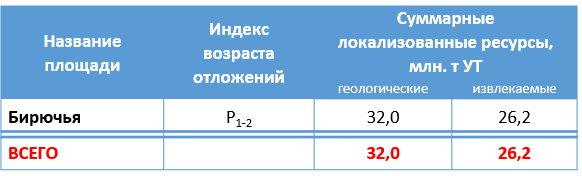 Название площади
Индекс возраста отложений
Суммарные локализованные ресурсы, млн. т УТ
геологические извлекаемые
Бирючья P1-2 32,0 26,2
ВСЕГО 32,0 26,2